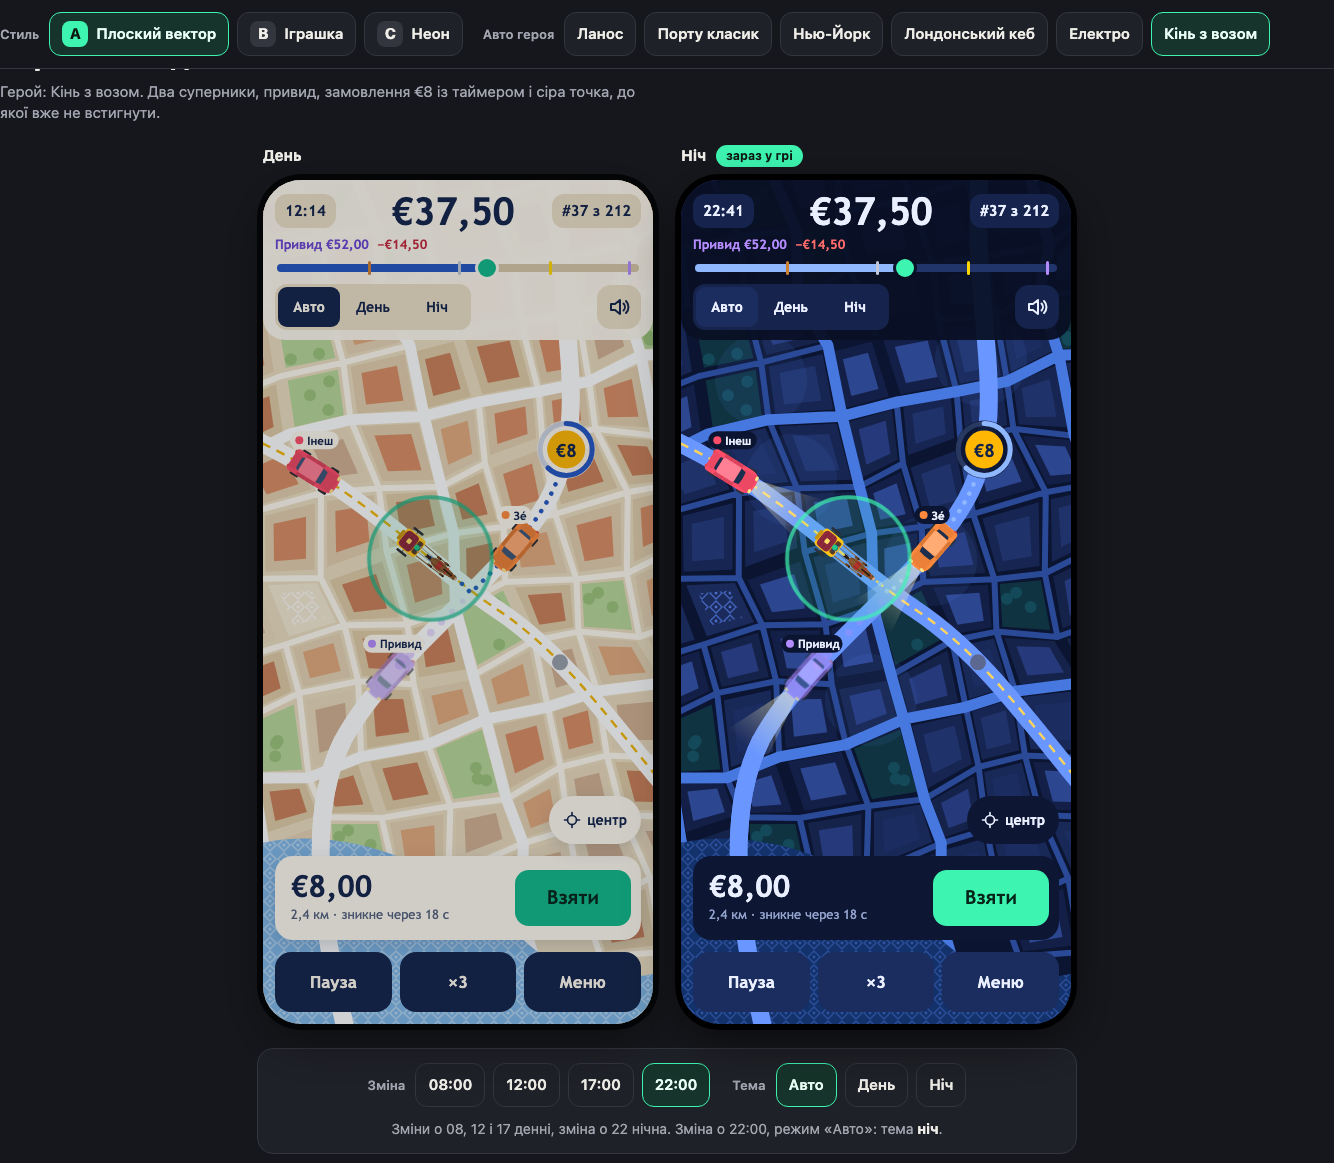 Стиль A Плоский вектор B Іграшка C Неон Авто героя Ланос Порту класик Нью-Йорк Лондонський кеб Електро Кінь з возом
Герой: Кінь з возом. Два суперники, привид, замовлення €8 із таймером і сіра точка, до
якої вже не встигнути.
День
12:14 €37,50 #37 з 212
Привид €52,00 −€14,50
Авто День Ніч
Інеш
€8
Зé
Привид
центр
€8,00
2,4 км · зникне через 18 с
Взяти
Пауза ×3 Меню
Ніч зараз у грі
22:41 €37,50 #37 з 212
Привид €52,00 −€14,50
Авто День Ніч
Інеш
€8
Зé
Привид
центр
€8,00
2,4 км · зникне через 18 с
Взяти
Пауза ×3 Меню
Зміна 08:00 12:00 17:00 22:00 Тема Авто День Ніч
Зміни о 08, 12 і 17 денні, зміна о 22 нічна. Зміна о 22:00, режим «Авто»: тема ніч.